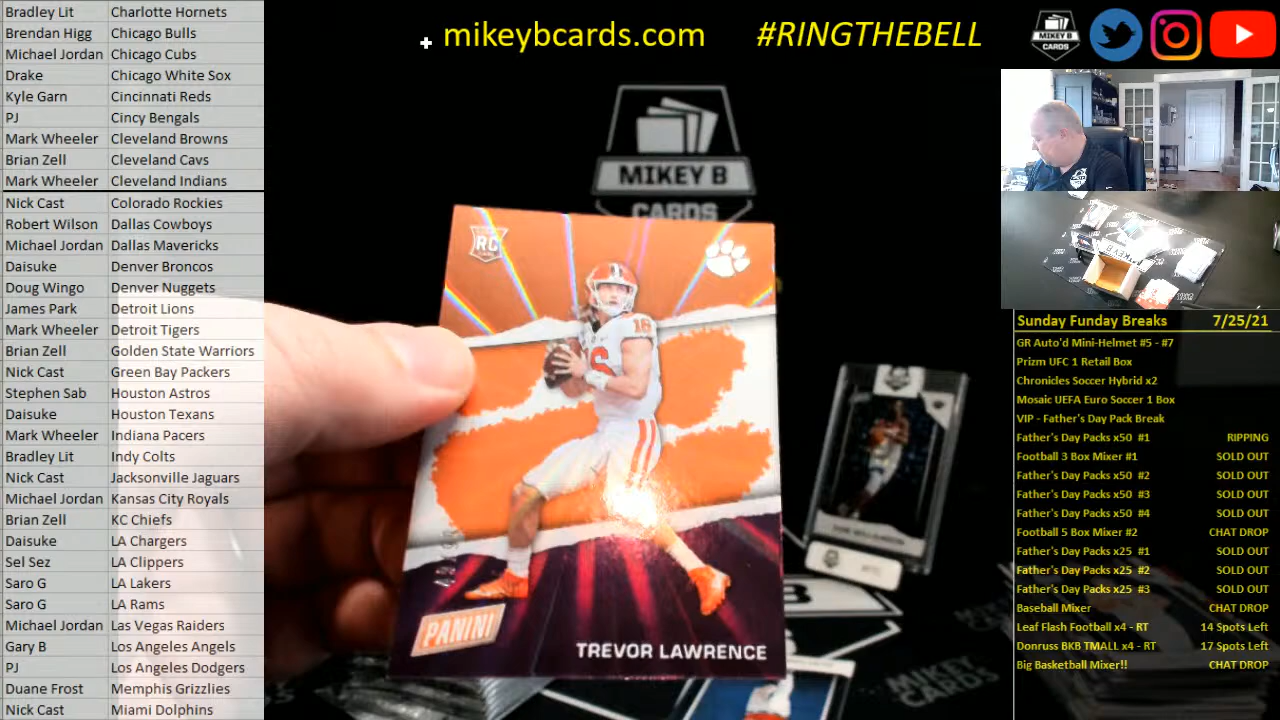 Bradley Lit Charlotte Hornets
Brendan Higg Chicago Bulls
Michael Jordan Chicago Cubs
Drake Chicago White Sox
Kyle Garn Cincinnati Reds
PJ Cincy Bengals
Mark Wheeler Cleveland Browns
Brian Zell Cleveland Cavs
Mark Wheeler Cleveland Indians
Nick Cast Colorado Rockies
Robert Wilson Dallas Cowboys
Michael Jordan Dallas Mavericks
Daisuke Denver Broncos
Doug Wingo Denver Nuggets
James Park Detroit Lions
Mark Wheeler Detroit Tigers
Brian Zell Golden State Warriors
Nick Cast Green Bay Packers
Stephen Sab Houston Astros
Daisuke Houston Texans
Mark Wheeler Indiana Pacers
Bradley Lit Indy Colts
Nick Cast Jacksonville Jaguars
Michael Jordan Kansas City Royals
Brian Zell KC Chiefs
Daisuke LA Chargers
Sel Sez LA Clippers
Saro G LA Lakers
Saro G LA Rams
Michael Jordan Las Vegas Raiders
Gary B Los Angeles Angels
PJ Los Angeles Dodgers
Duane Frost Memphis Grizzlies
Nick Cast Miami Dolphins
mikeybcards.com #RINGTHEBELL
MIKEY B
CARDS
MIKEY B
CARDS
RC
16
PANINI
TREVOR LAWRENCE
MIKEY
CARDS
MIKEY B
Sunday Funday Breaks 7/25/21
GR Auto'd Mini-Helmet #5 - #7
Prizm UFC 1 Retail Box
Chronicles Soccer Hybrid x2
Mosaic UEFA Euro Soccer 1 Box
VIP - Father's Day Pack Break
Father's Day Packs x50 #1 RIPPING
Football 3 Box Mixer #1 SOLD OUT
Father's Day Packs x50 #2 SOLD OUT
Father's Day Packs x50 #3 SOLD OUT
Father's Day Packs x50 #4 SOLD OUT
Football 5 Box Mixer #2 CHAT DROP
Father's Day Packs x25 #1 SOLD OUT
Father's Day Packs x25 #2 SOLD OUT
Father's Day Packs x25 #3 SOLD OUT
Baseball Mixer CHAT DROP
Leaf Flash Football x4 - RT 14 Spots Left
Donruss BKB TMALL x4 - RT 17 Spots Left
Big Basketball Mixer!! CHAT DROP